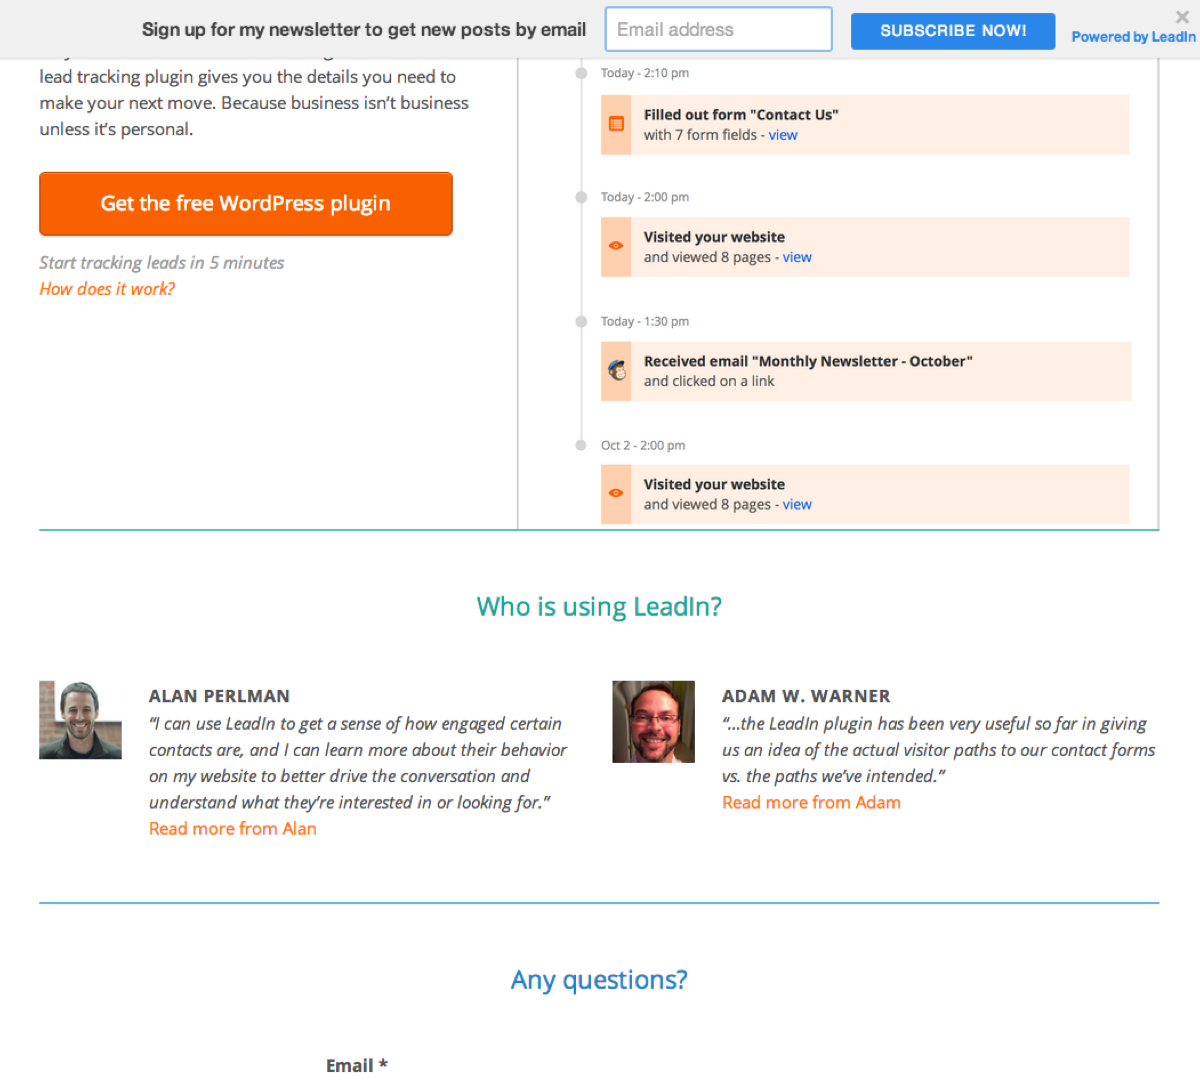 Sign up for my newsletter to get new posts by email
Email address
SUBSCRIBE NOW!
Powered by LeadIn
lead tracking plugin gives you the details you need to
make your next move. Because business isn’t business
unless it’s personal.
Get the free WordPress plugin
Start tracking leads in 5 minutes
How does it work?
Today - 2:10 pm
Filled out form "Contact Us"
with 7 form fields - view
Today - 2:00 pm
Visited your website
and viewed 8 pages - view
Today - 1:30 pm
Received email "Monthly Newsletter - October"
and clicked on a link
Oct 2 - 2:00 pm
Visited your website
and viewed 8 pages - view
Who is using LeadIn?
ALAN PERLMAN
“I can use LeadIn to get a sense of how engaged certain
contacts are, and I can learn more about their behavior
on my website to better drive the conversation and
understand what they’re interested in or looking for.”
Read more from Alan
ADAM W. WARNER
“...the LeadIn plugin has been very useful so far in giving
us an idea of the actual visitor paths to our contact forms
vs. the paths we’ve intended.”
Read more from Adam
Any questions?
Email *